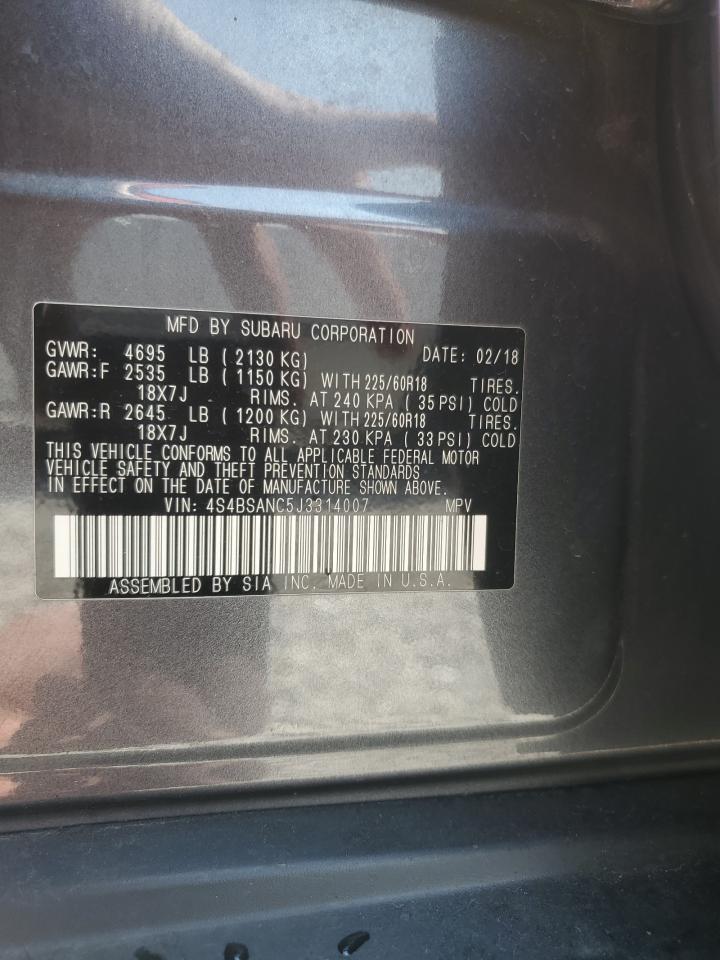 MFD BY SUBARU CORPORATION
GVWR: 4695 LB ( 2130 KG) DATE: 02/18
GAWR:F 2535 LB ( 1150 KG) WITH 225/60R18 TIRES.
18X7J RIMS. AT 240 KPA ( 35 PSI) COLD
GAWR:R 2645 LB ( 1200 KG) WITH 225/60R18 TIRES.
18X7J RIMS. AT 230 KPA ( 33 PSI) COLD
THIS VEHICLE CONFORMS TO ALL APPLICABLE FEDERAL MOTOR
VEHICLE SAFETY AND THEFT PREVENTION STANDARDS
IN EFFECT ON THE DATE OF MANUFACTURE SHOWN ABOVE.
VIN: 4S4BSANC5J3314007 MPV
ASSEMBLED BY SIA INC. MADE IN U.S.A.